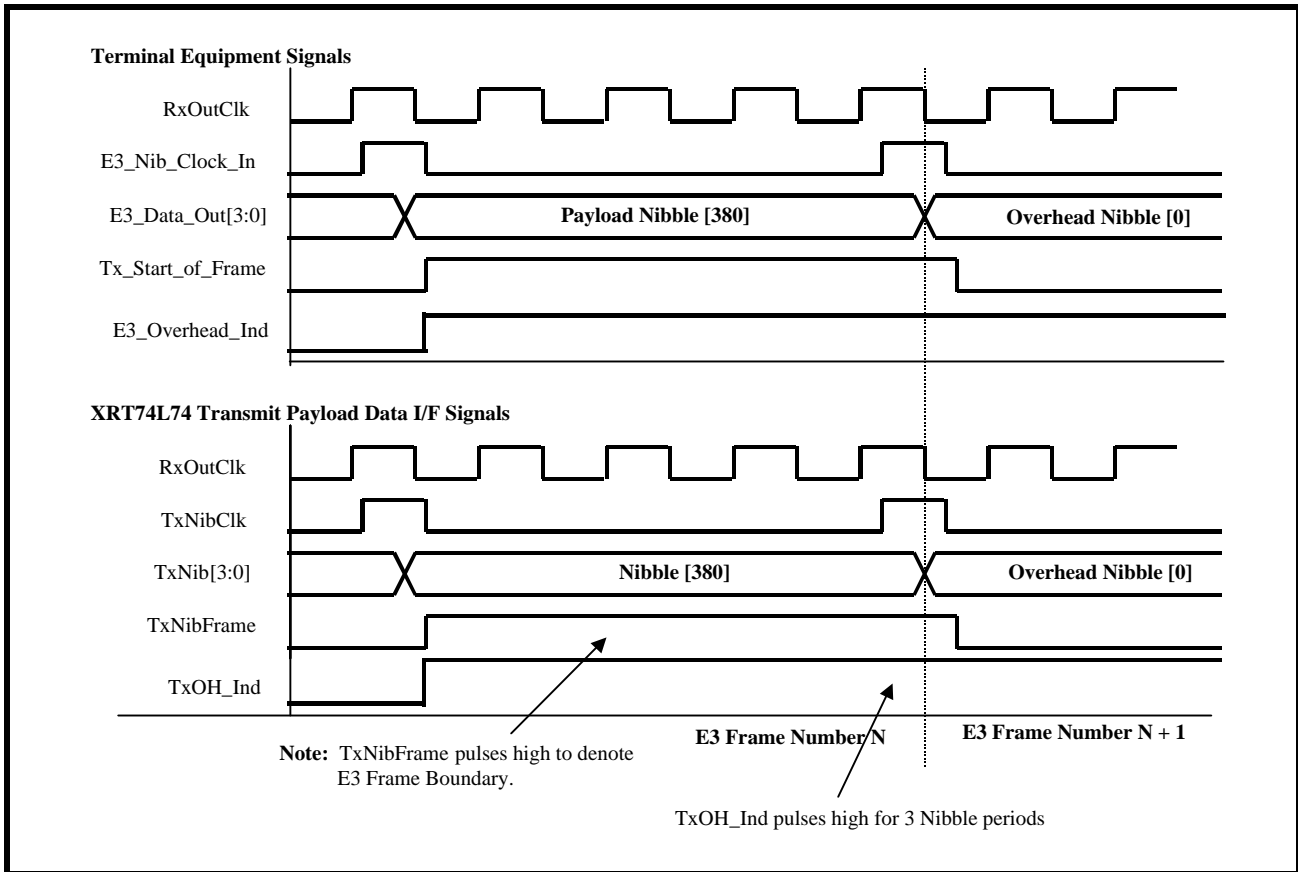 Terminal Equipment Signals
RxOutClk
E3_Nib_Clock_In
E3_Data_Out[3:0]
Payload Nibble [380]
Overhead Nibble [0]
Tx_Start_of_Frame
E3_Overhead_Ind
XRT74L74 Transmit Payload Data I/F Signals
RxOutClk
TxNibClk
TxNib[3:0]
Nibble [380]
Overhead Nibble [0]
TxNibFrame
TxOH_Ind
E3 Frame Number N
E3 Frame Number N + 1
Note: TxNibFrame pulses high to denote
E3 Frame Boundary.
TxOH_Ind pulses high for 3 Nibble periods